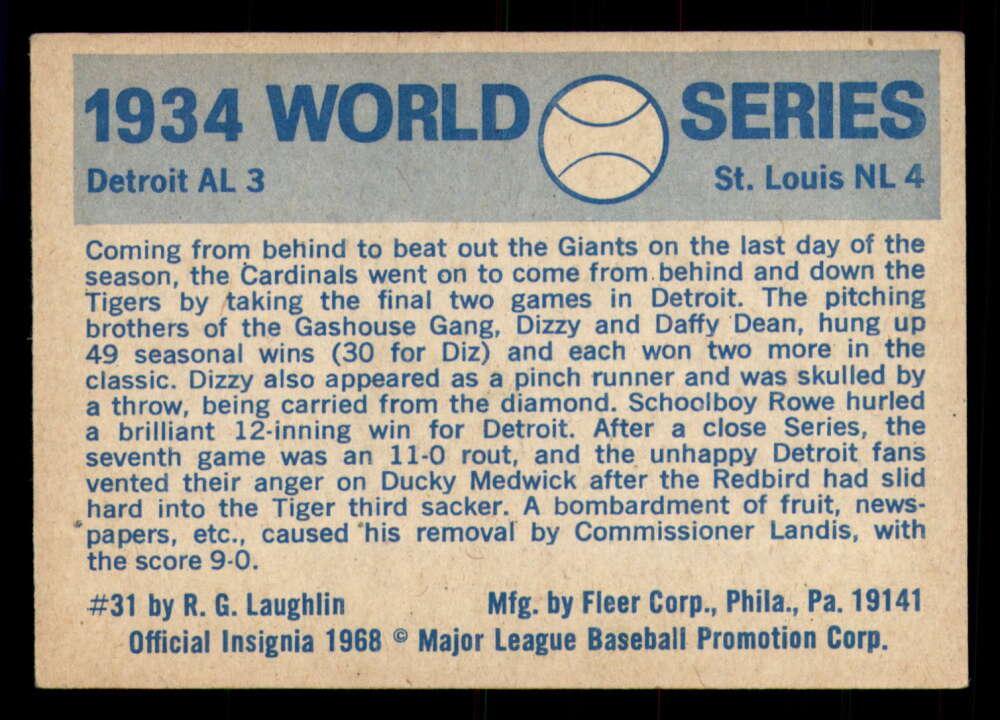 1934 WORLD SERIES
Detroit AL 3 St. Louis NL 4
Coming from behind to beat out the Giants on the last day of the
season, the Cardinals went on to come from behind and down the
Tigers by taking the final two games in Detroit. The pitching
brothers of the Gashouse Gang, Dizzy and Daffy Dean, hung up
49 seasonal wins (30 for Diz) and each won two more in the
classic. Dizzy also appeared as a pinch runner and was skulled by
a throw, being carried from the diamond. Schoolboy Rowe hurled
a brilliant 12-inning win for Detroit. After a close Series, the
seventh game was an 11-0 rout, and the unhappy Detroit fans
vented their anger on Ducky Medwick after the Redbird had slid
hard into the Tiger third sacker. A bombardment of fruit, news-
papers, etc., caused his removal by Commissioner Landis, with
the score 9-0.
#31 by R. G. Laughlin Mfg. by Fleer Corp., Phila., Pa. 19141
Official Insignia 1968 © Major League Baseball Promotion Corp.